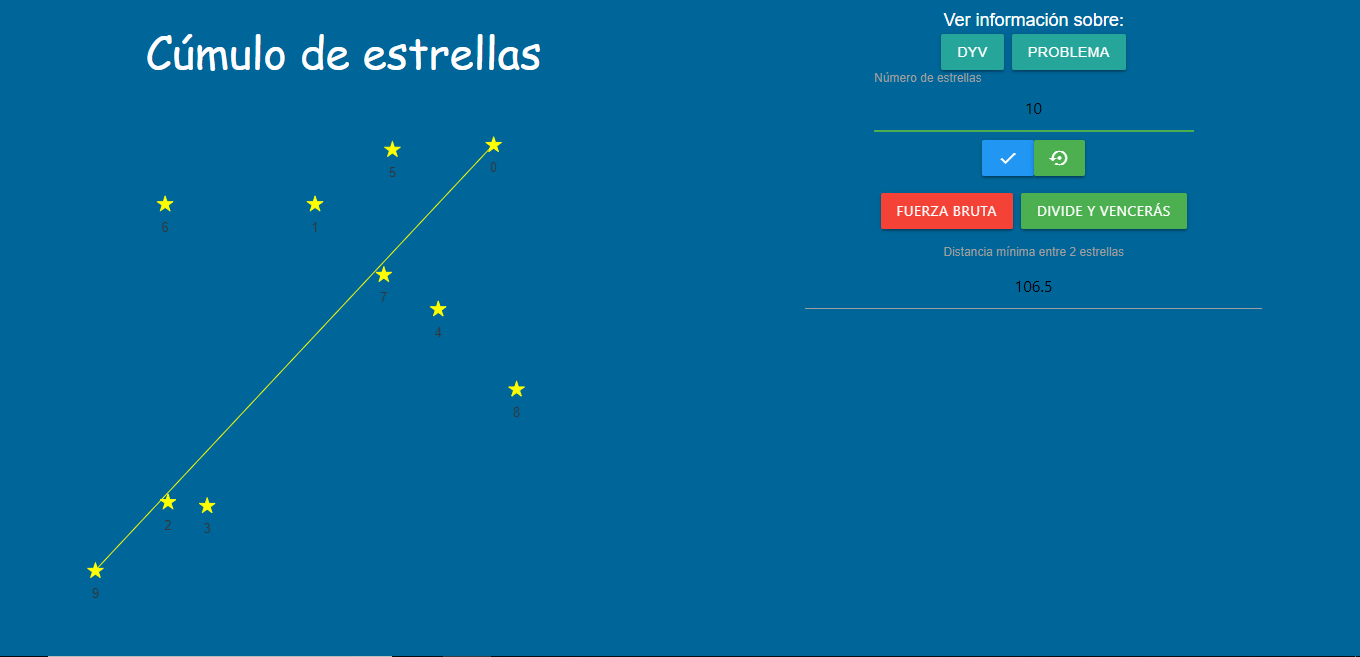 Cúmulo de estrellas
5
0
6
1
7
4
8
2
3
9
Ver información sobre:
DYV PROBLEMA
Número de estrellas
10
FUERZA BRUTA DIVIDE Y VENCERÁS
Distancia mínima entre 2 estrellas
106.5